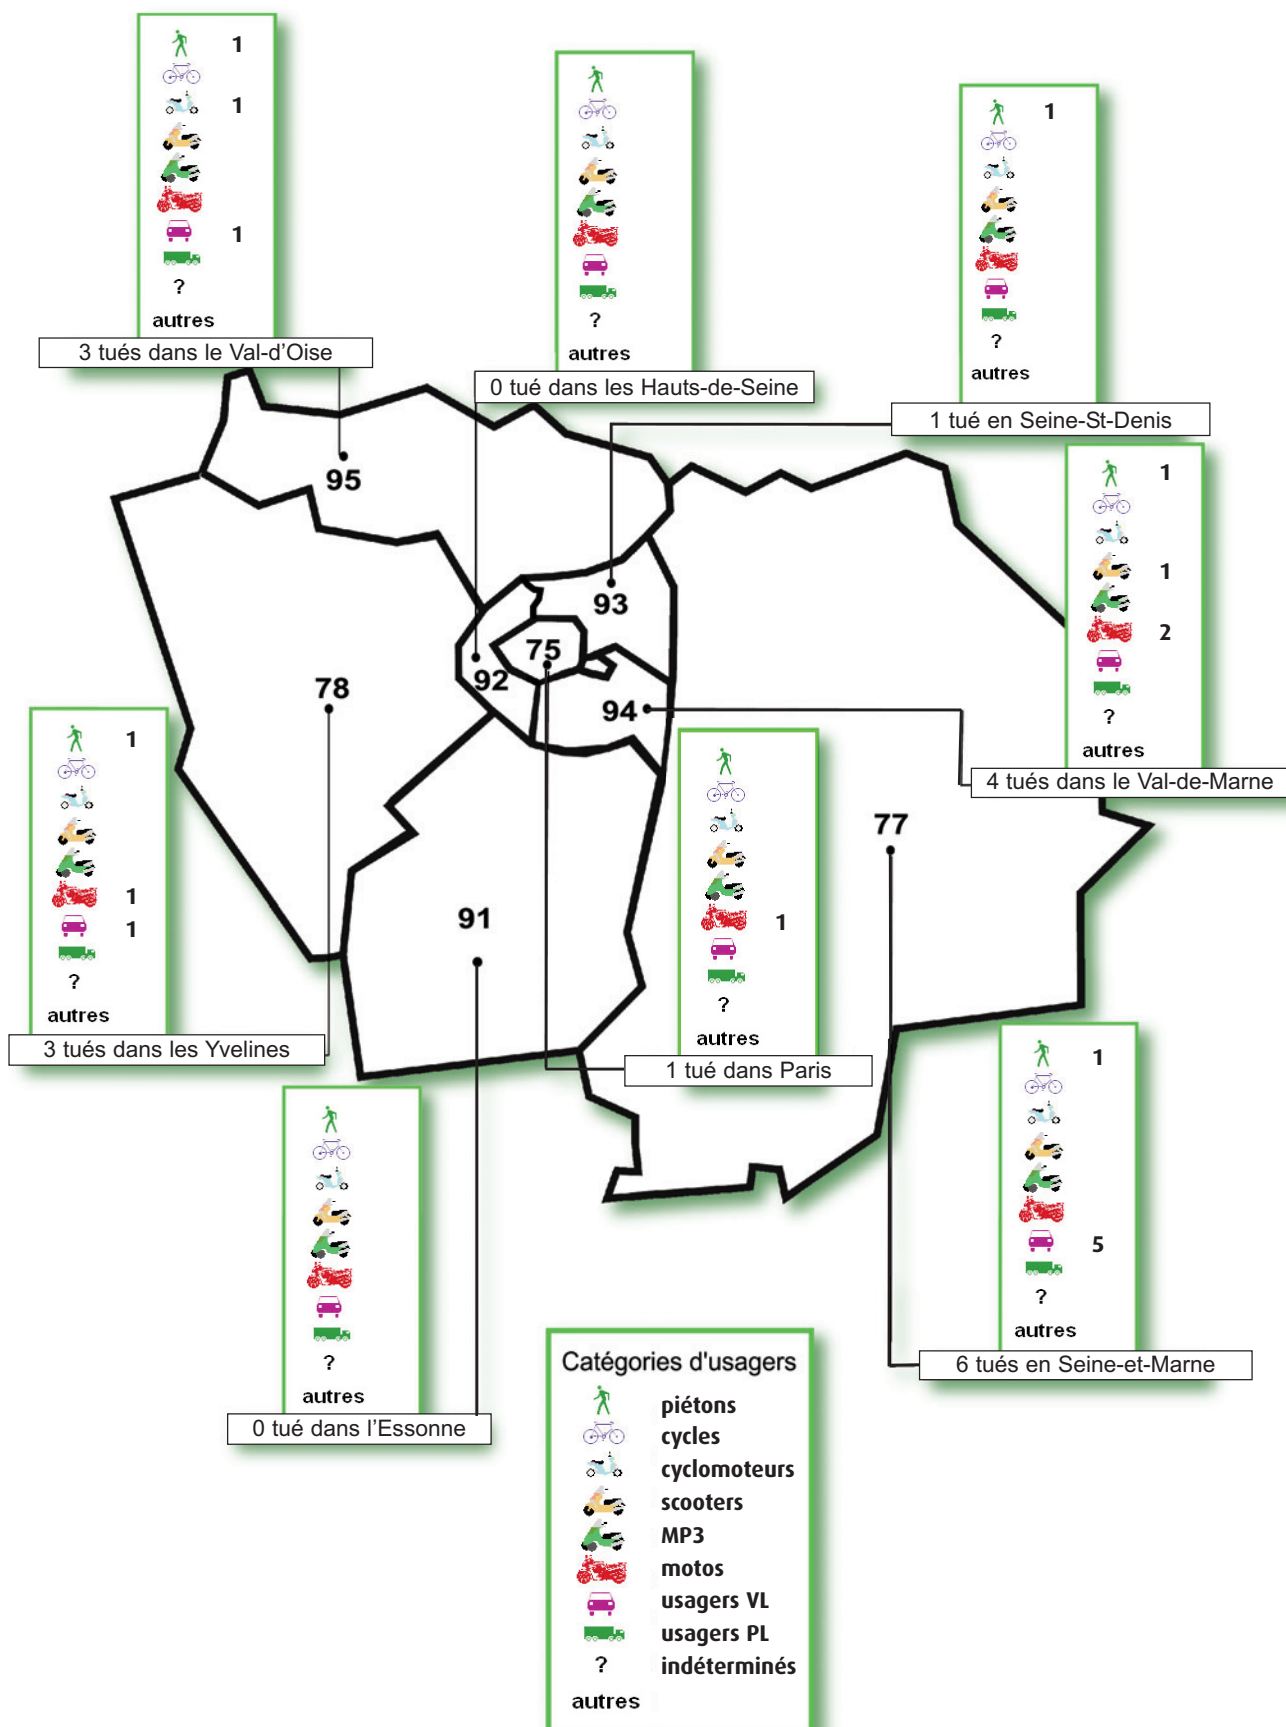 1
1
1
?
autres
3 tués dans le Val-d'Oise
?
autres
0 tué dans les Hauts-de-Seine
1
?
autres
1 tué en Seine-St-Denis
1
1
2
?
autres
4 tués dans le Val-de-Marne
95
93
75
92
78
94
77
91
1
1
1
?
autres
3 tués dans les Yvelines
1
?
autres
1 tué dans Paris
1
5
?
autres
6 tués en Seine-et-Marne
?
autres
0 tué dans l'Essonne
Catégories d'usagers
piétons
cycles
cyclomoteurs
scooters
MP3
motos
usagers VL
usagers PL
? indéterminés
autres